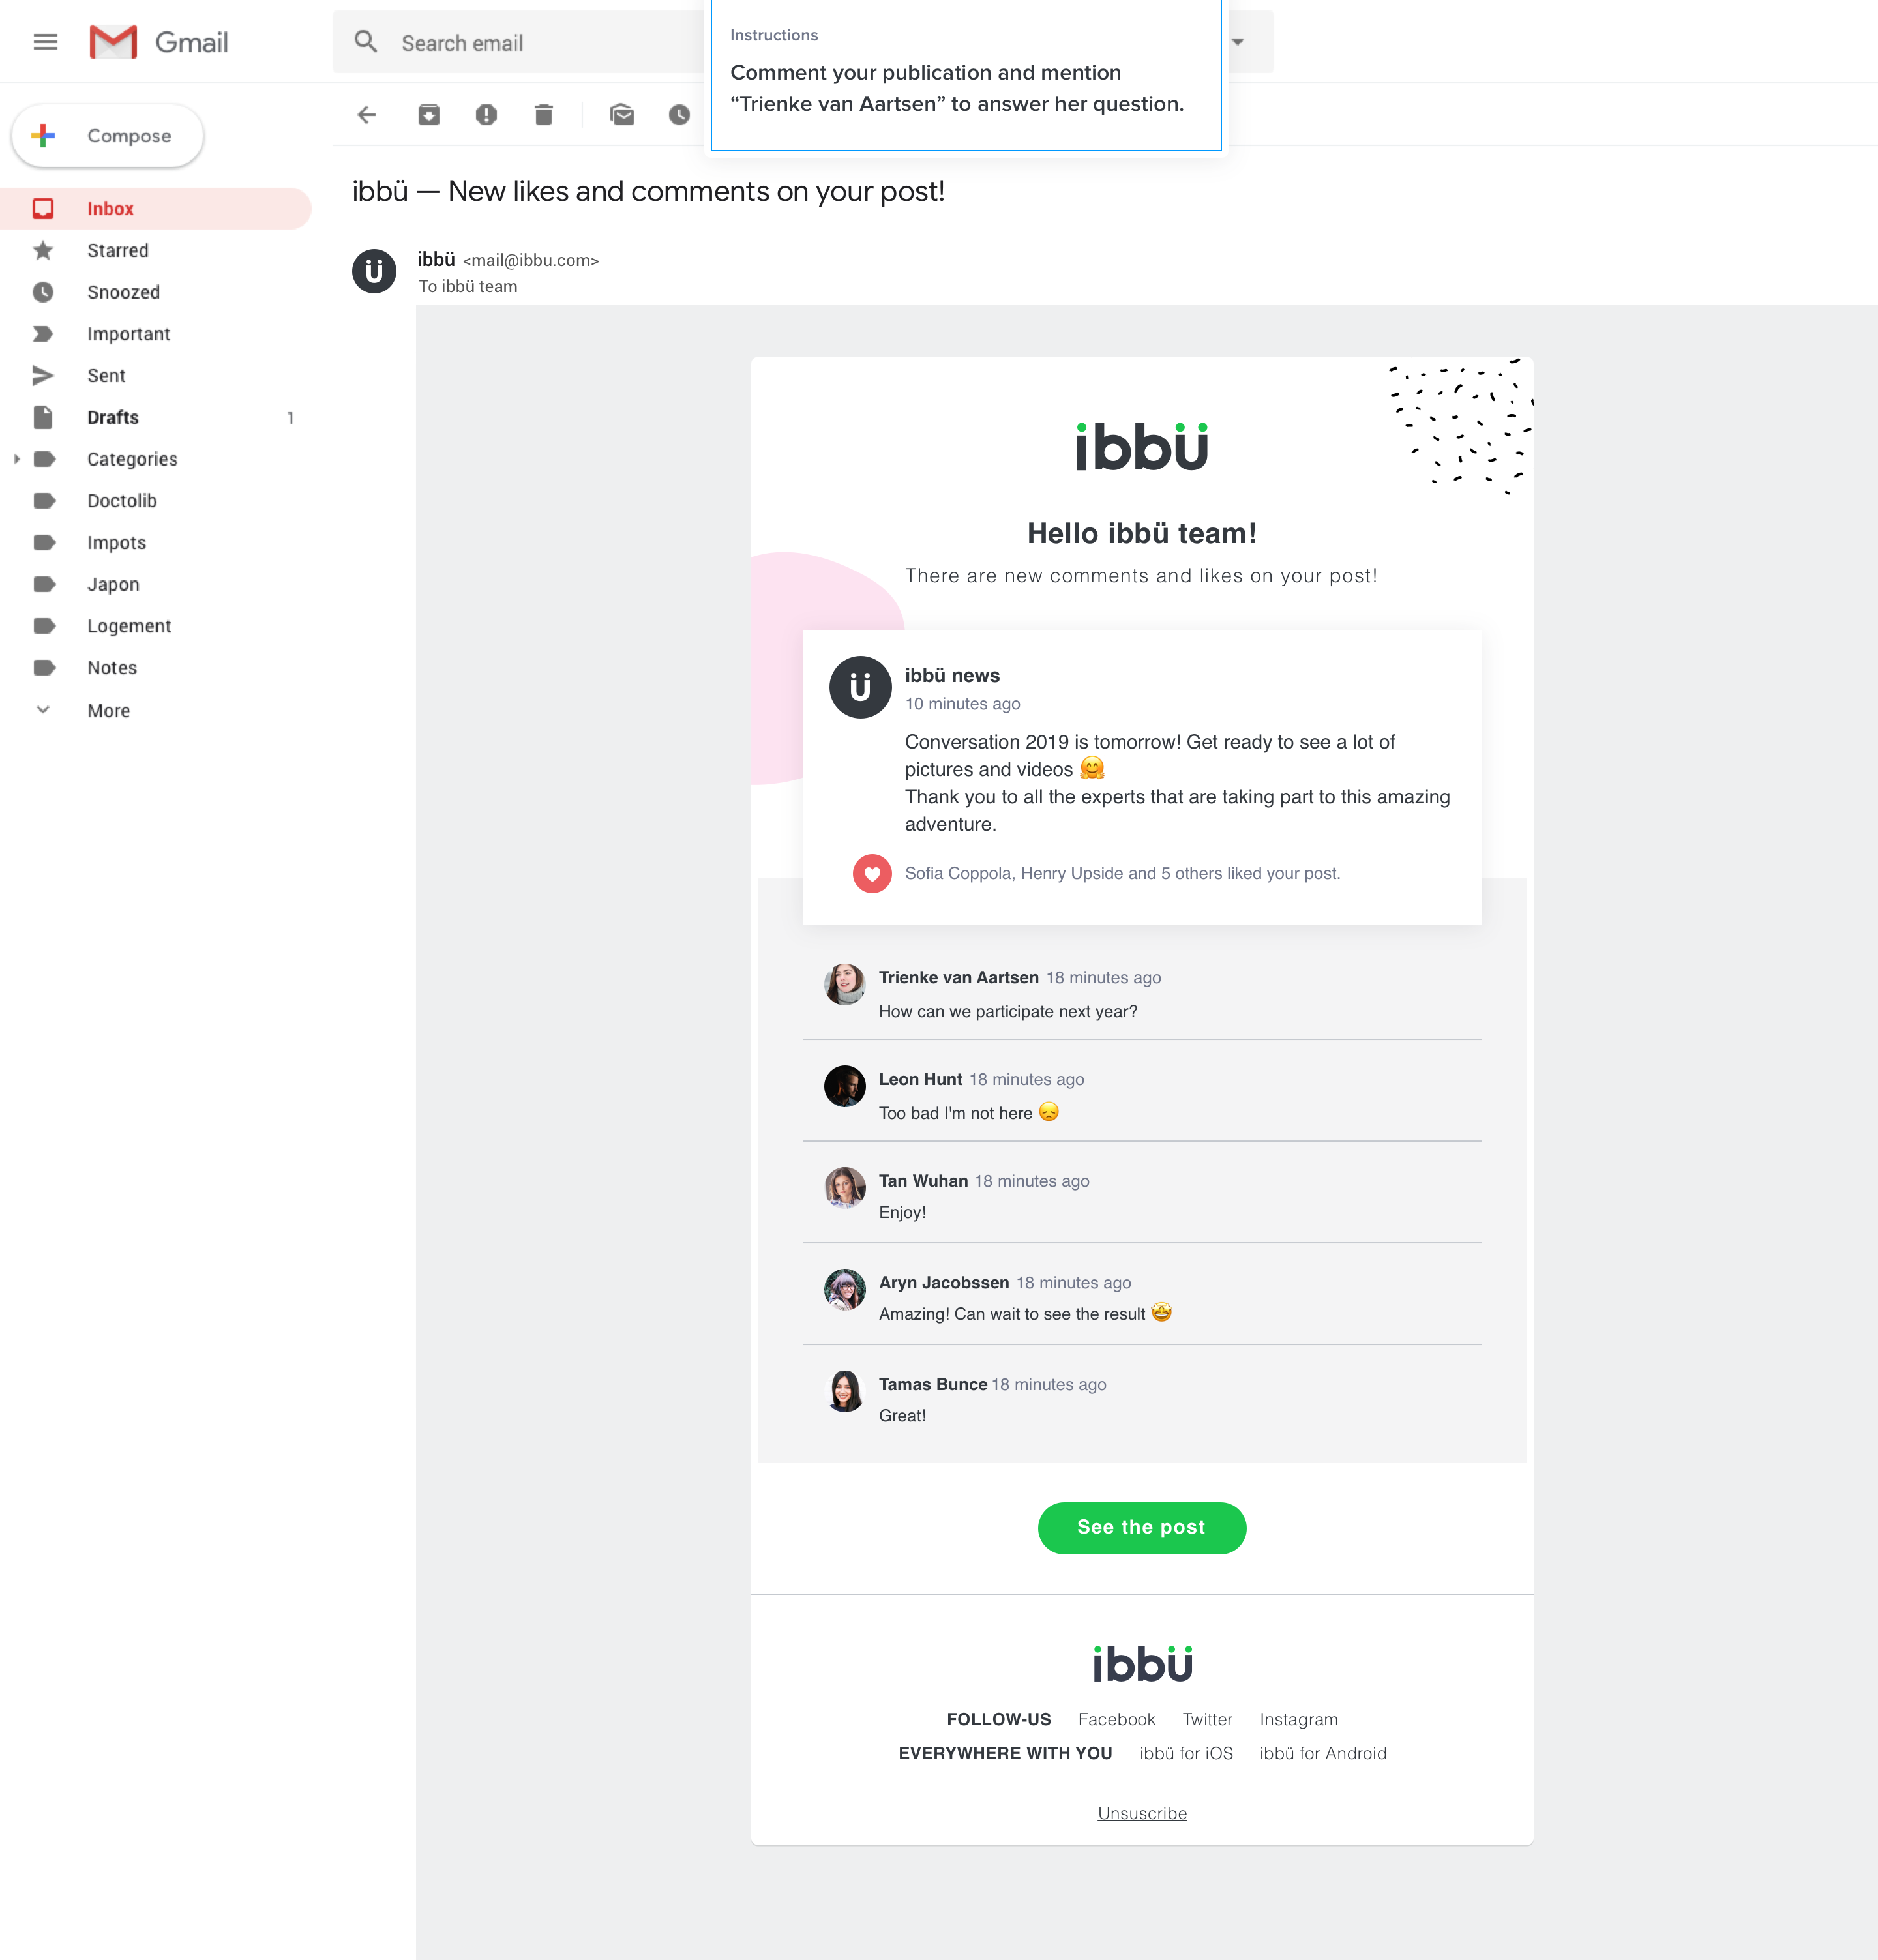 Gmail
Search email
Instructions
Comment your publication and mention
“Trienke van Aartsen” to answer her question.
Compose
Inbox
Starred
Snoozed
Important
Sent
Drafts 1
Categories
Doctolib
Impots
Japon
Logement
Notes
More
ibbü — New likes and comments on your post!
ü
ibbü <mail@ibbu.com>
To ibbü team
ibbü
Hello ibbü team!
There are new comments and likes on your post!
ü
ibbü news
10 minutes ago
Conversation 2019 is tomorrow! Get ready to see a lot of
pictures and videos 🤗
Thank you to all the experts that are taking part to this amazing
adventure.
Sofia Coppola, Henry Upside and 5 others liked your post.
Trienke van Aartsen 18 minutes ago
How can we participate next year?
Leon Hunt 18 minutes ago
Too bad I'm not here 😞
Tan Wuhan 18 minutes ago
Enjoy!
Aryn Jacobssen 18 minutes ago
Amazing! Can wait to see the result 🤩
Tamas Bunce 18 minutes ago
Great!
See the post
ibbü
FOLLOW-US Facebook Twitter Instagram
EVERYWHERE WITH YOU ibbü for iOS ibbü for Android
Unsuscribe